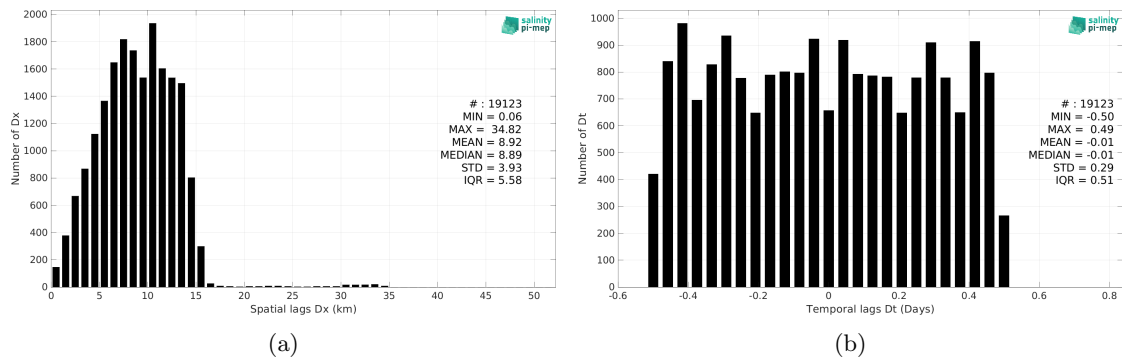 2000
1800
1600
1400
1200
1000
800
600
400
200
0
Number of Dx
0 5 10 15 20 25 30 35 40 45 50
Spatial lags Dx (km)
salinity
pi-mep
# : 19123
MIN = 0.06
MAX = 34.82
MEAN = 8.92
MEDIAN = 8.89
STD = 3.93
IQR = 5.58
(a)
1000
900
800
700
600
500
400
300
200
100
0
Number of Dt
-0.6 -0.4 -0.2 0 0.2 0.4 0.6 0.8
Temporal lags Dt (Days)
salinity
pi-mep
# : 19123
MIN = -0.50
MAX = 0.49
MEAN = -0.01
MEDIAN = -0.01
STD = 0.29
IQR = 0.51
(b)